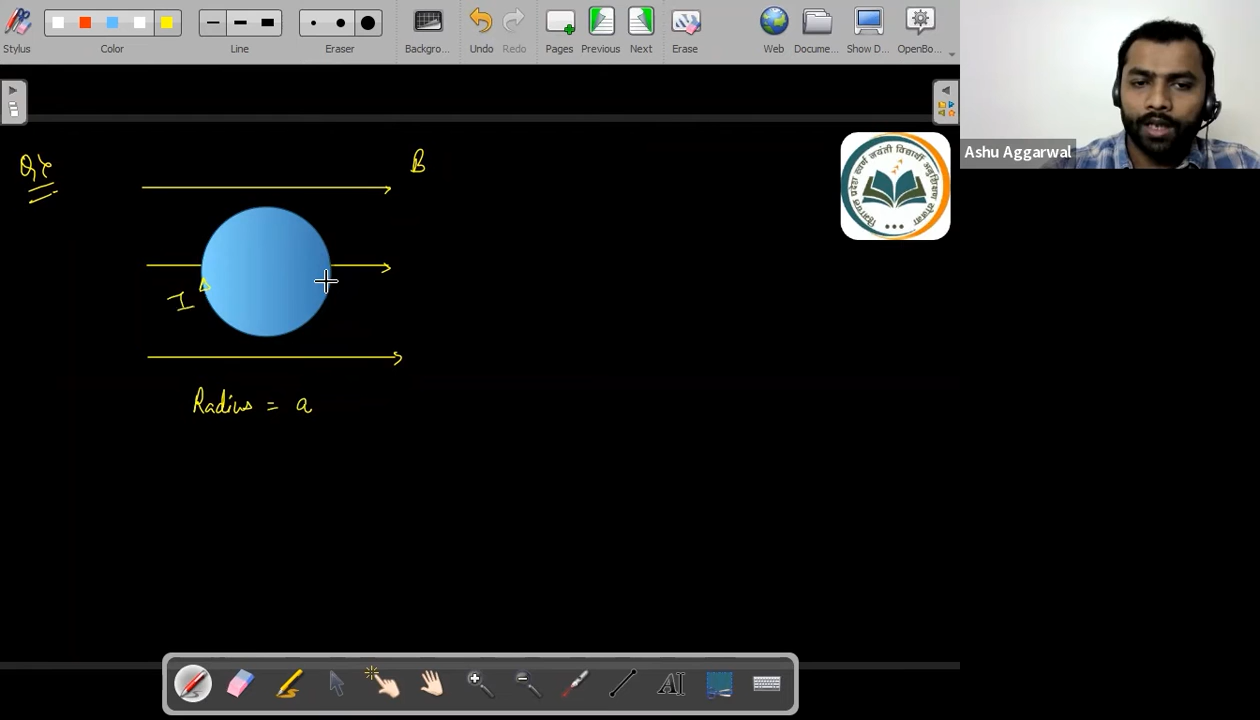 Color
Line
Eraser
Stylus
Backgro...
Undo
Redo
Pages
Previous
Next
Erase
Web
Docume...
Show D...
OpenBo...
B
I
Radius = a
Ashu Aggarwal